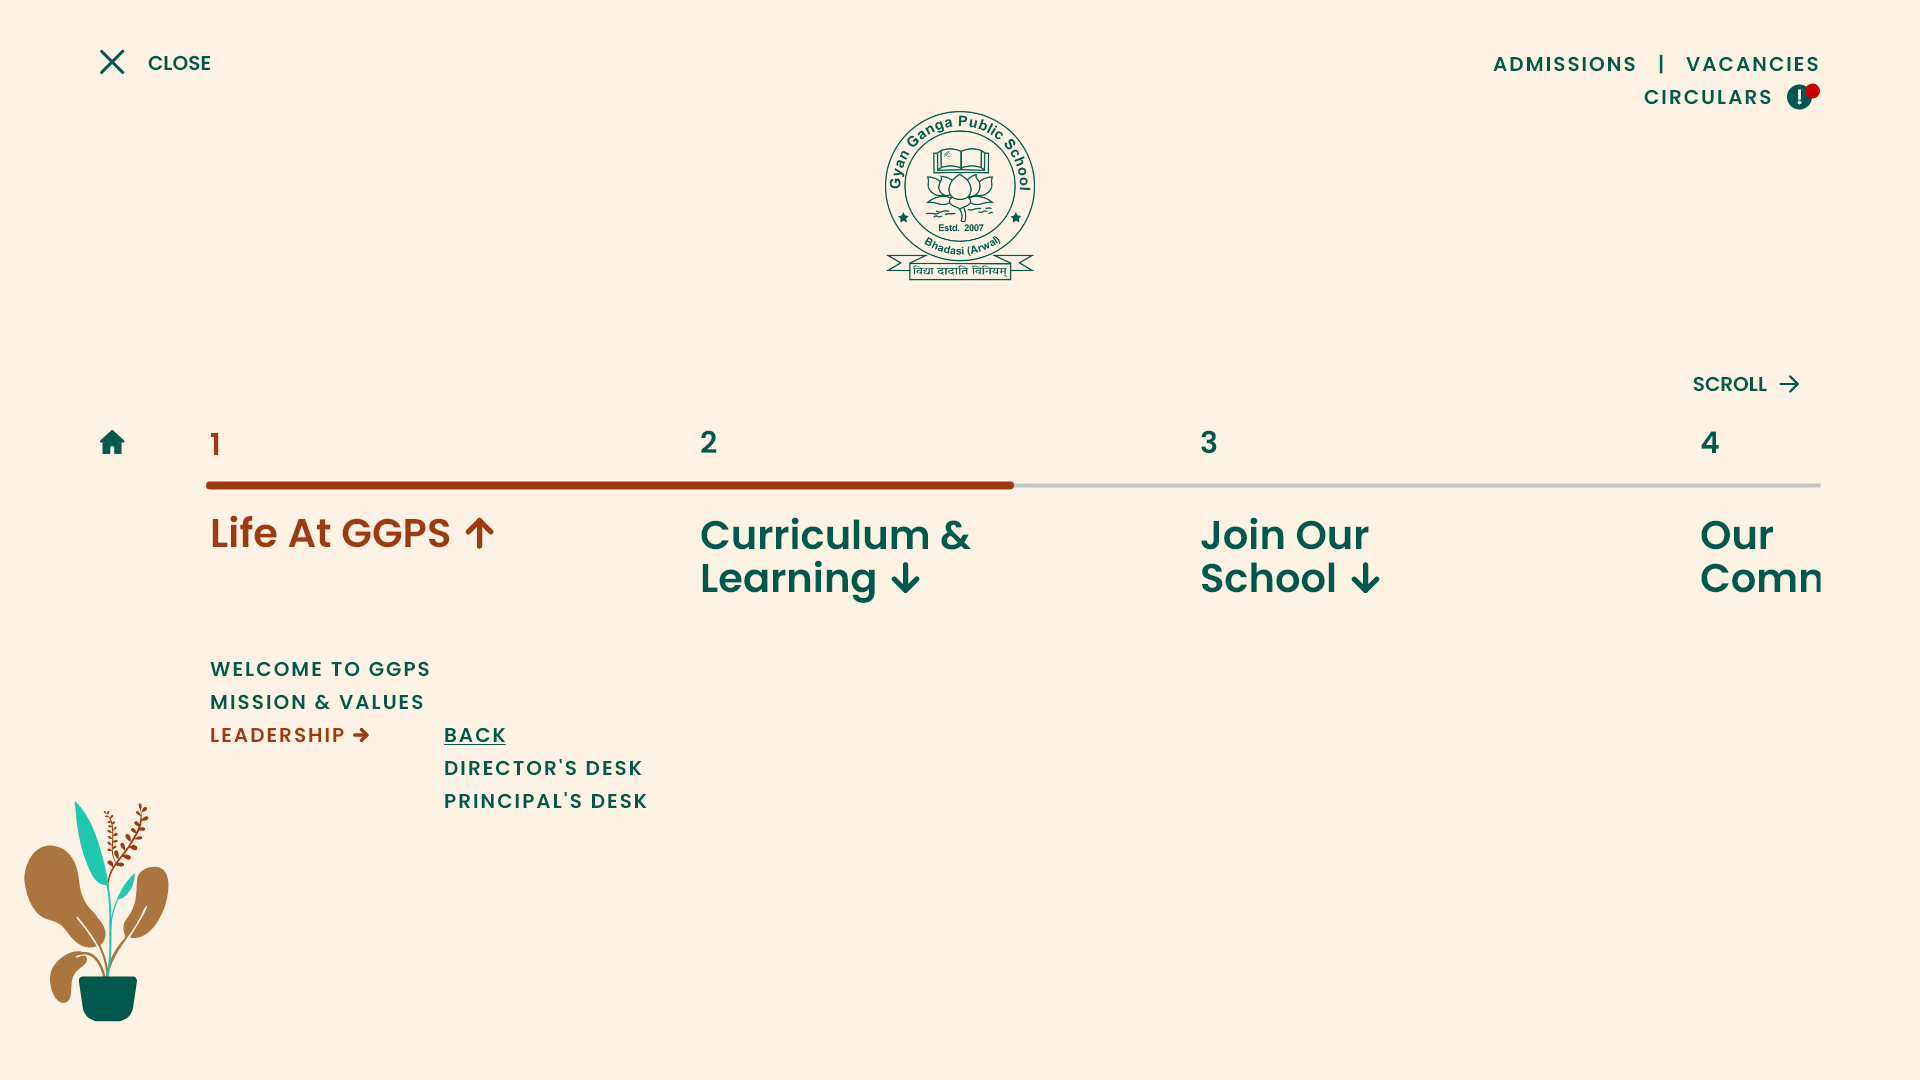 CLOSE
ADMISSIONS | VACANCIES
CIRCULARS
Gyan Ganga Public School
Estd. 2007
Bhadasi (Arwal)
विद्या दादाति विनियम्
SCROLL
1
2
3
4
Life At GGPS
Curriculum &
Learning
Join Our
School
Our
Comn
WELCOME TO GGPS
MISSION & VALUES
LEADERSHIP
BACK
DIRECTOR'S DESK
PRINCIPAL'S DESK